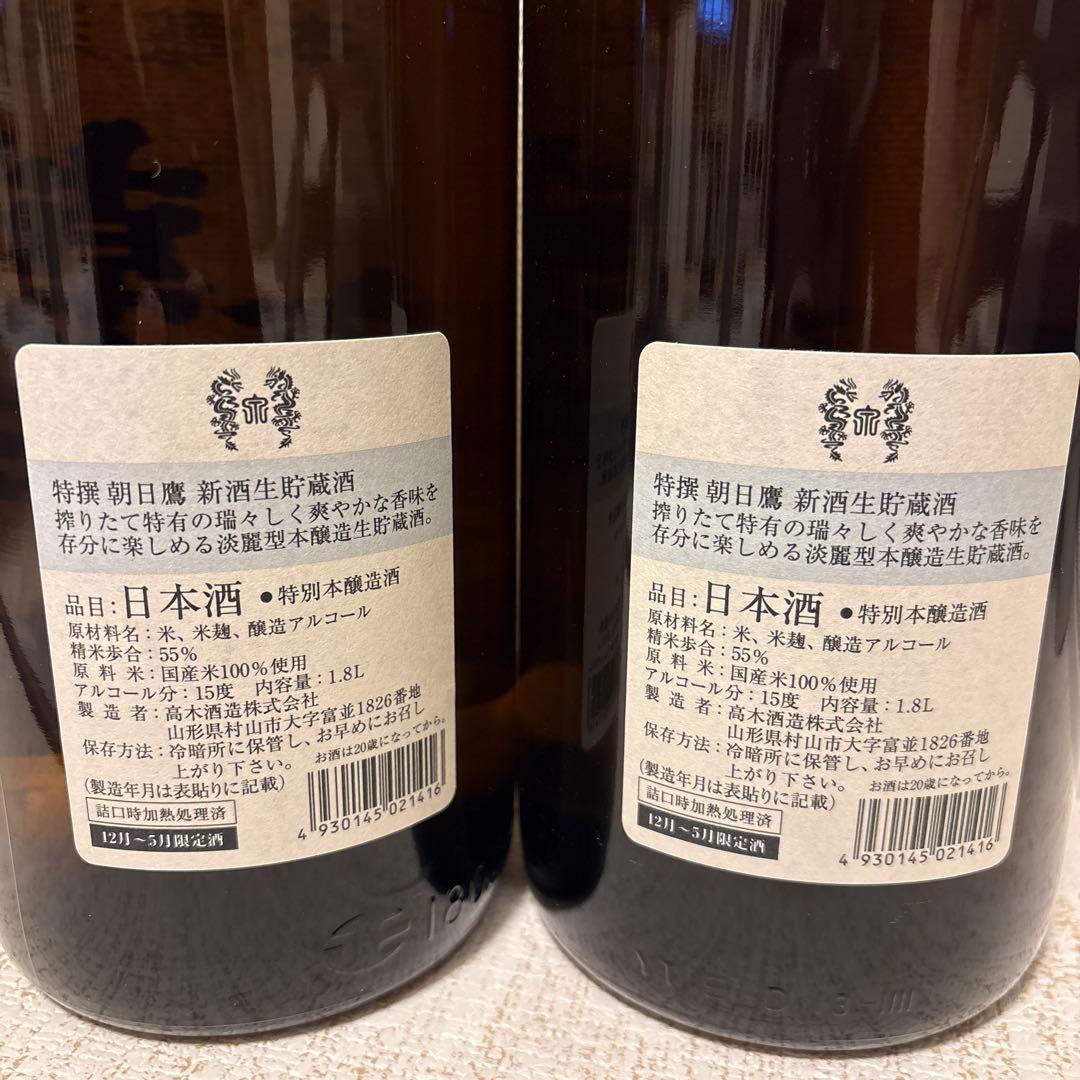 特撰 朝日鷹 新酒生貯蔵酒
搾りたて特有の瑞々しく爽やかな香味を
存分に楽しめる淡麗型本醸造生貯蔵酒。
品目：日本酒 ●特別本醸造酒
原材料名：米、米麹、醸造アルコール
精米歩合：55％
原料米：国産米100％使用
アルコール分：15度 内容量：1.8L
製造者：高木酒造株式会社
山形県村山市大字富並1826番地
保存方法：冷暗所に保管し、お早めにお召し
上がり下さい。
お酒は20歳になってから。
(製造年月は表貼りに記載)
詰口時加熱処理済
12月～5月限定酒
4 930145 021416
特撰 朝日鷹 新酒生貯蔵酒
搾りたて特有の瑞々しく爽やかな香味を
存分に楽しめる淡麗型本醸造生貯蔵酒。
品目：日本酒 ●特別本醸造酒
原材料名：米、米麹、醸造アルコール
精米歩合：55％
原料米：国産米100％使用
アルコール分：15度 内容量：1.8L
製造者：高木酒造株式会社
山形県村山市大字富並1826番地
保存方法：冷暗所に保管し、お早めにお召し
上がり下さい。
お酒は20歳になってから。
(製造年月は表貼りに記載)
詰口時加熱処理済
12月～5月限定酒
4 930145 021416